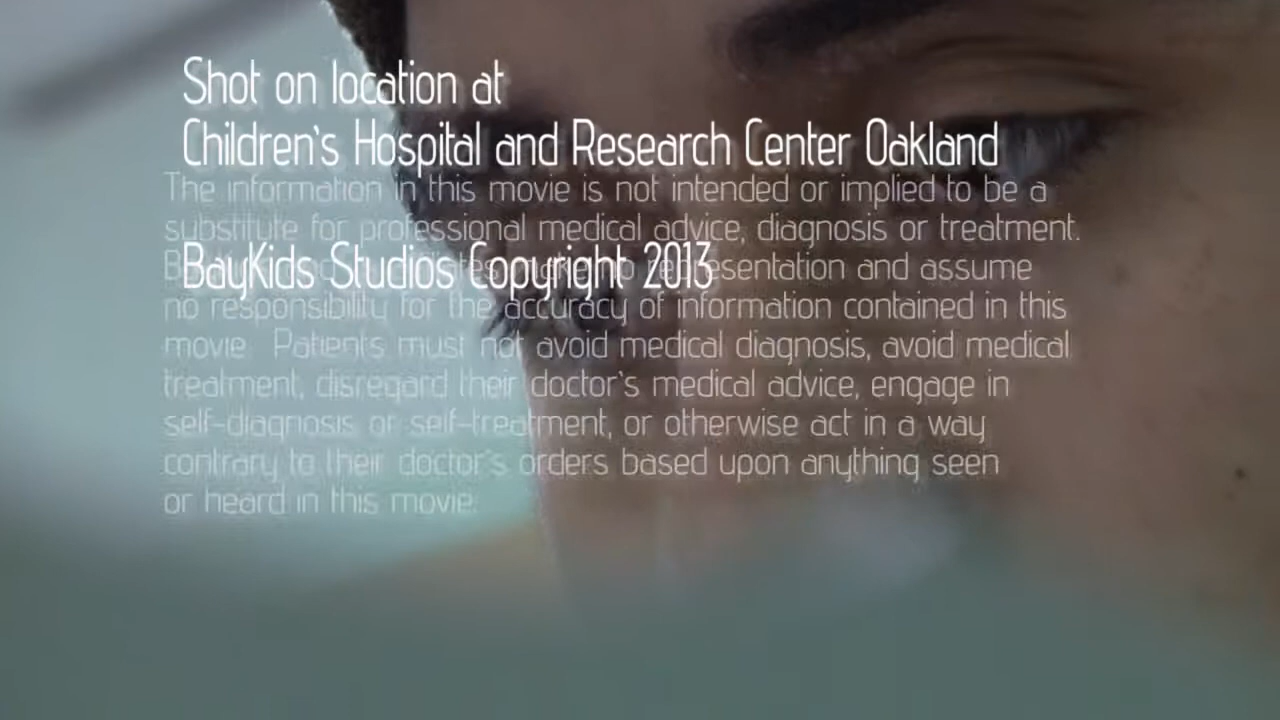 Shot on location at
Children's Hospital and Research Center Oakland
The information in this movie is not intended or implied to be a
substitute for professional medical advice, diagnosis or treatment.
BayKids Studios Copyright 2013
no representation and assume
no responsibility for the accuracy of information contained in this
movie. Patients must not avoid medical diagnosis, avoid medical
treatment, disregard their doctor's medical advice, engage in
self-diagnosis or self-treatment, or otherwise act in a way
contrary to their doctor's orders based upon anything seen
or heard in this movie.